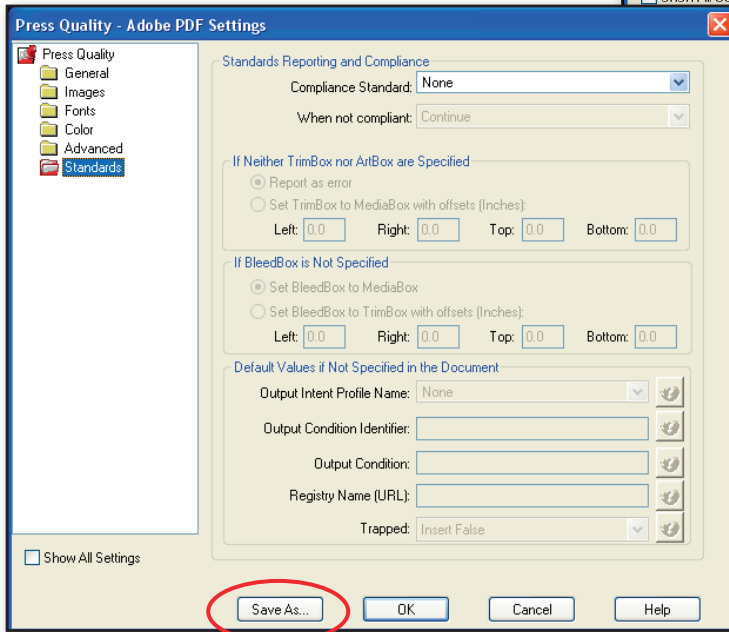 Press Quality - Adobe PDF Settings
Press Quality
General
Images
Fonts
Color
Advanced
Standards
Show All Settings
Standards Reporting and Compliance
Compliance Standard: None
When not compliant: Continue
If Neither TrimBox nor ArtBox are Specified
Report as error
Set TrimBox to MediaBox with offsets (Inches):
Left: 0.0 Right: 0.0 Top: 0.0 Bottom: 0.0
If BleedBox is Not Specified
Set BleedBox to MediaBox
Set BleedBox to TrimBox with offsets (Inches):
Left: 0.0 Right: 0.0 Top: 0.0 Bottom: 0.0
Default Values if Not Specified in the Document
Output Intent Profile Name: None
Output Condition Identifier:
Output Condition:
Registry Name (URL):
Trapped: Insert False
Save As... OK Cancel Help